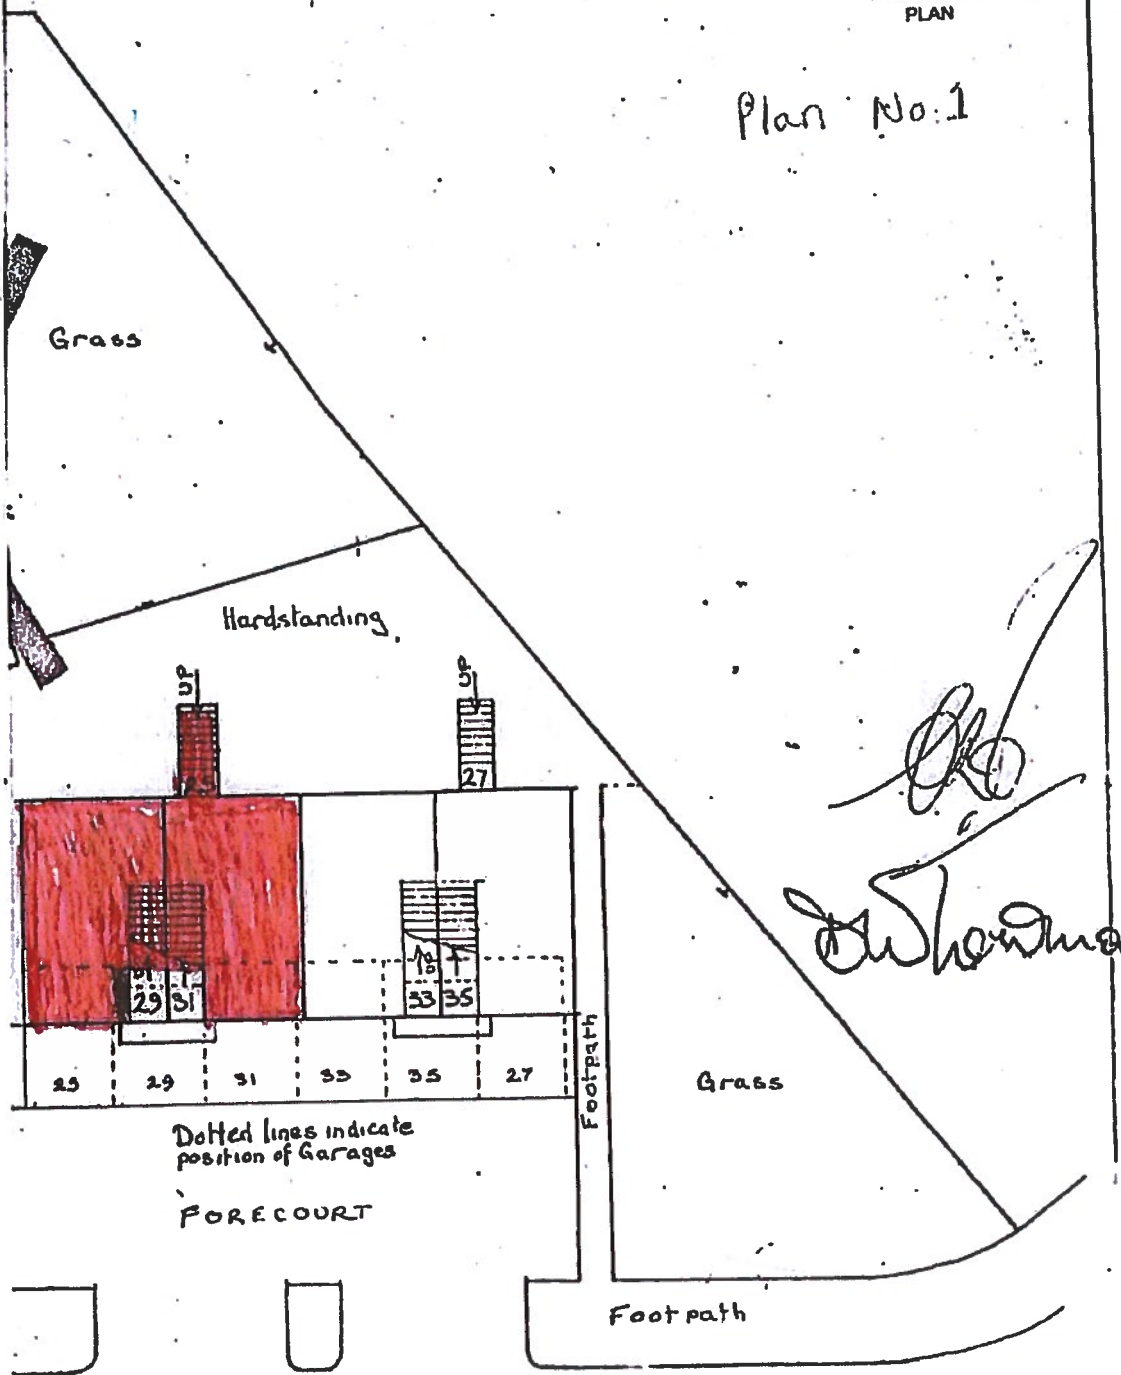 PLAN
Plan No.1
Grass
Hardstanding
UP
UP
27
29 31
33 35
29 31 33 35 27
Footpath
Grass
Dotted lines indicate
position of Garages
FORECOURT
Footpath